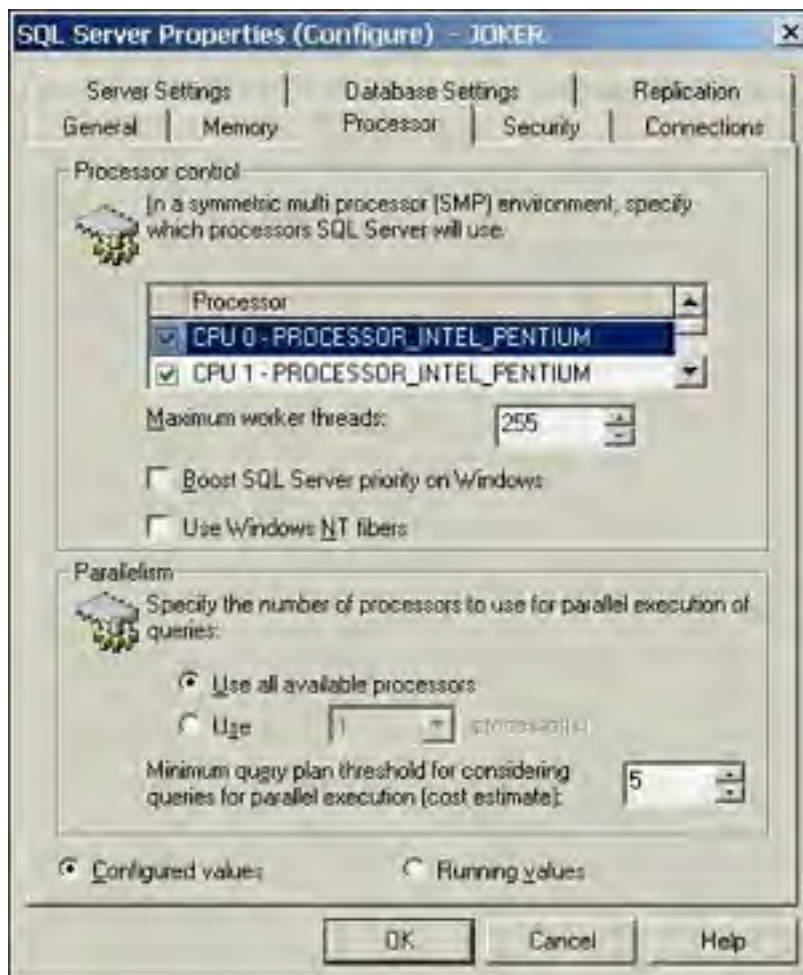 SQL Server Properties (Configure) - JOKER
Server Settings Database Settings Replication
General Memory Processor Security Connections
Processor control
In a symmetric multi processor (SMP) environment, specify
which processors SQL Server will use.
Processor
CPU 0 - PROCESSOR_INTEL_PENTIUM
CPU 1 - PROCESSOR_INTEL_PENTIUM
Maximum worker threads: 255
Boost SQL Server priority on Windows
Use Windows NT fibers
Parallelism
Specify the number of processors to use for parallel execution of
queries:
Use all available processors
Use 1 processor(s)
Minimum query plan threshold for considering
queries for parallel execution (cost estimate): 5
Configured values Running values
OK Cancel Help